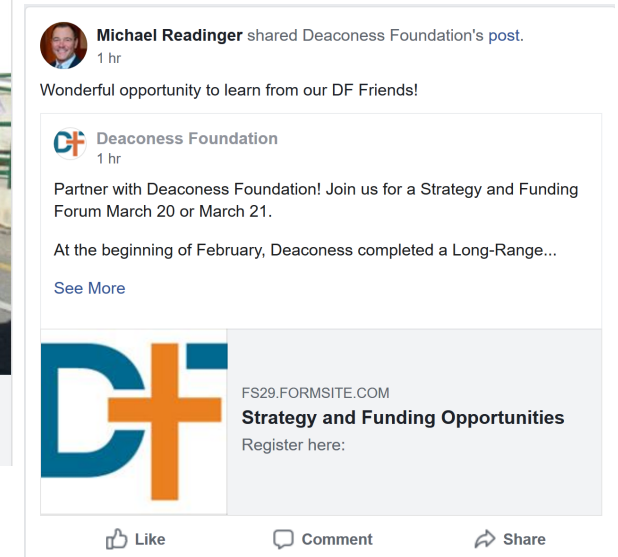 Michael Readinger shared Deaconess Foundation's post.
1 hr
Wonderful opportunity to learn from our DF Friends!
Deaconess Foundation
1 hr
Partner with Deaconess Foundation! Join us for a Strategy and Funding
Forum March 20 or March 21.
At the beginning of February, Deaconess completed a Long-Range...
See More
FS29.FORMSITE.COM
Strategy and Funding Opportunities
Register here:
Like Comment Share